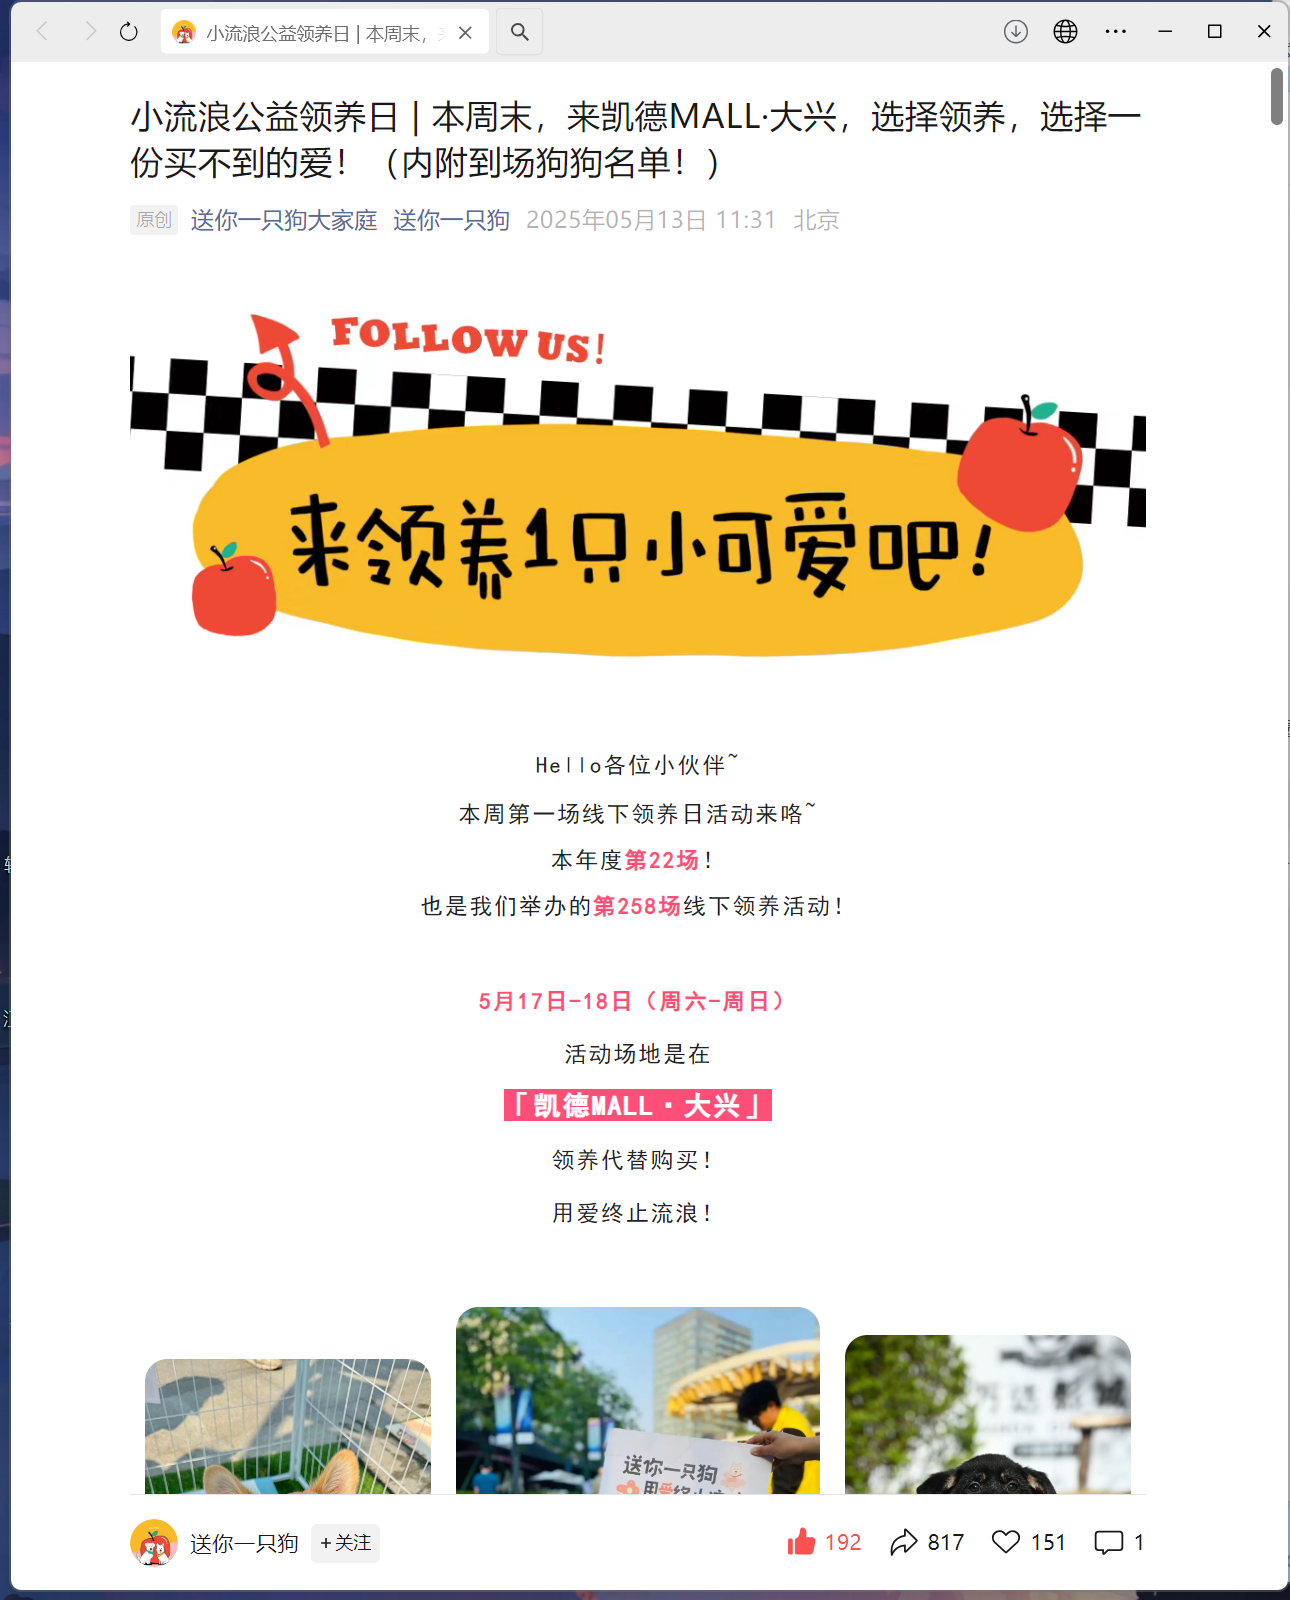 小流浪公益领养日 | 本周末，
小流浪公益领养日 | 本周末，来凯德MALL·大兴，选择领养，选择一
份买不到的爱！（内附到场狗狗名单！）
原创 送你一只狗大家庭 送你一只狗 2025年05月13日 11:31 北京
FOLLOW US!
来领养1只小可爱吧!
Hello各位小伙伴~
本周第一场线下领养日活动来咯~
本年度第22场！
也是我们举办的第258场线下领养活动！
5月17日-18日（周六-周日）
活动场地是在
「凯德MALL·大兴」
领养代替购买！
用爱终止流浪！
送你一只狗
送你一只狗 +关注 192 817 151 1